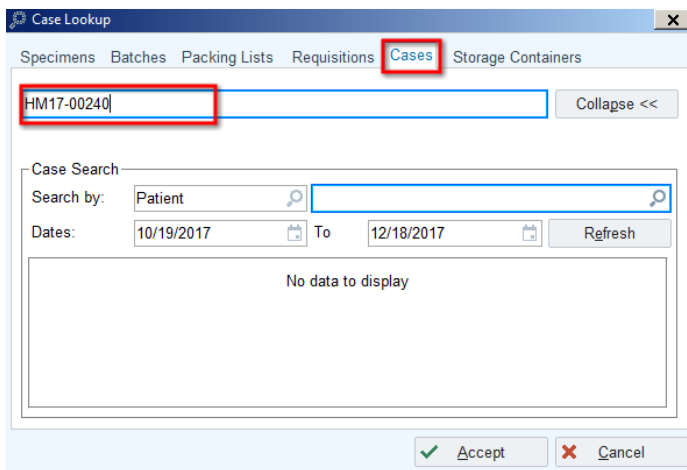 Case Lookup
Specimens Batches Packing Lists Requisitions Cases Storage Containers
HM17-00240 Collapse <<
Case Search
Search by: Patient
Dates: 10/19/2017 To 12/18/2017 Refresh
No data to display
Accept Cancel